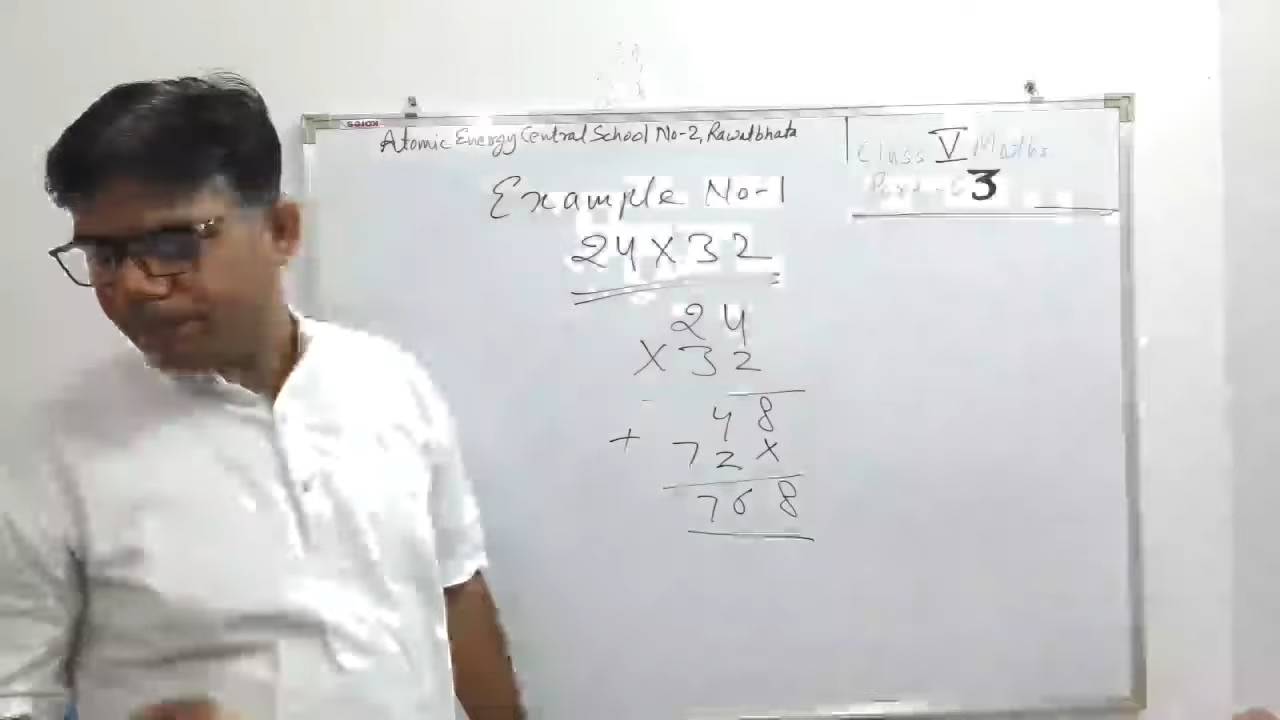 Atomic Energy Central School No-2, Rawatbhata
Class V Maths
3
Example No-1
24 X 32
24
X 32
48
+ 72 X
768